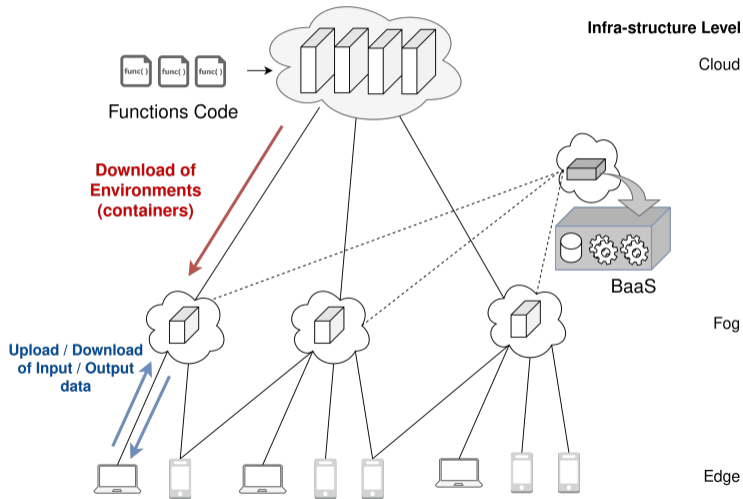 Infra-structure Level
Cloud
func( )
func( )
func( )
Functions Code
Download of
Environments
(containers)
BaaS
Fog
Upload / Download
of Input / Output
data
Edge